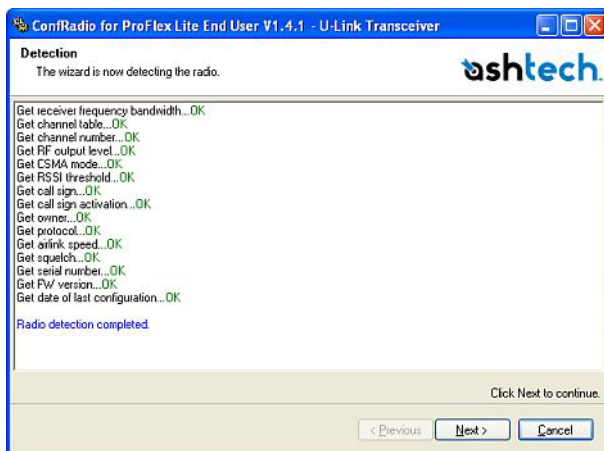 ConfRadio for ProFlex Lite End User V1.4.1 - U-Link Transceiver
Detection
The wizard is now detecting the radio.
ashtech.
Get receiver frequency bandwidth...OK
Get channel table...OK
Get channel number...OK
Get RF output level...OK
Get CSMA mode...OK
Get RSSI threshold...OK
Get call sign...OK
Get call sign activation...OK
Get owner...OK
Get protocol...OK
Get airlink speed...OK
Get squelch...OK
Get serial number...OK
Get FW version...OK
Get date of last configuration...OK
Radio detection completed.
Click Next to continue.
< Previous Next > Cancel